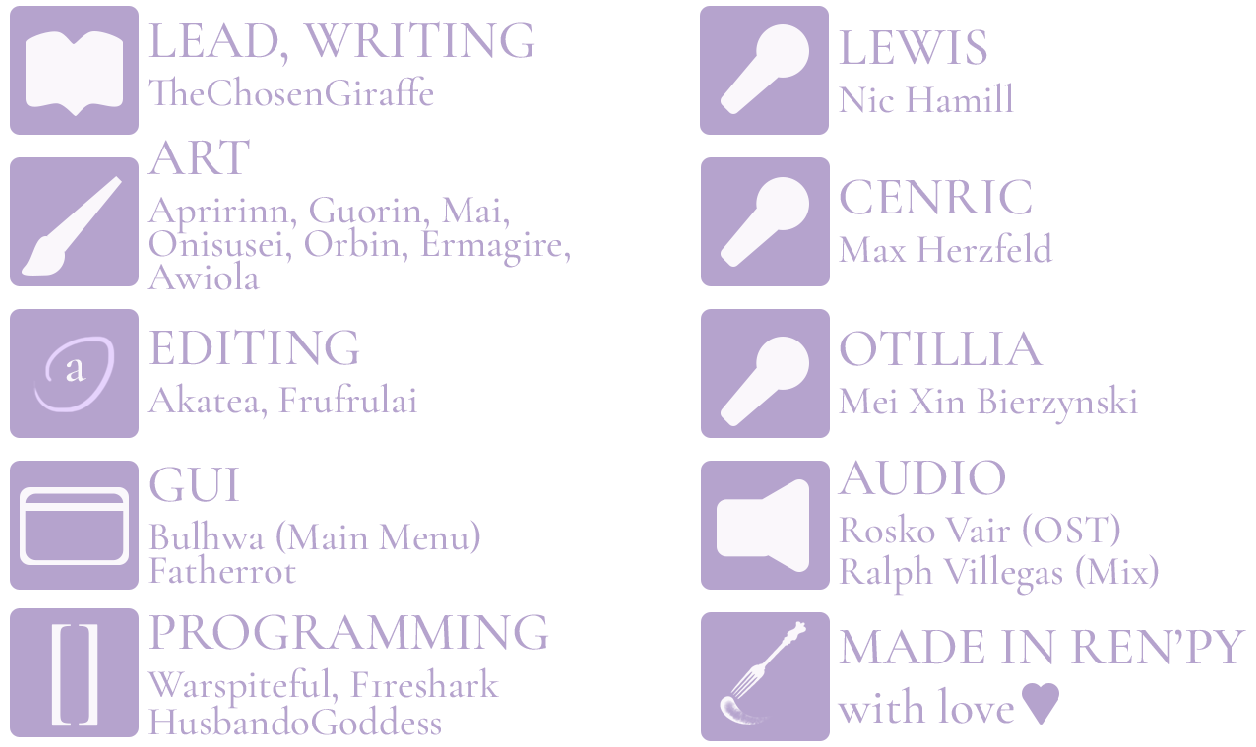 LEAD, WRITING
TheChosenGiraffe
ART
Apririnn, Guorin, Mai,
Onisusei, Orbin, Ermagire,
Awiola
a
EDITING
Akatea, Frufrulai
GUI
Bulhwa (Main Menu)
Fatherrot
[ ]
PROGRAMMING
Warspiteful, F1reshark
HusbandoGoddess
LEWIS
Nic Hamill
CENRIC
Max Herzfeld
OTILLIA
Mei Xin Bierzynski
AUDIO
Rosko Vair (OST)
Ralph Villegas (Mix)
MADE IN REN’PY
with love♥